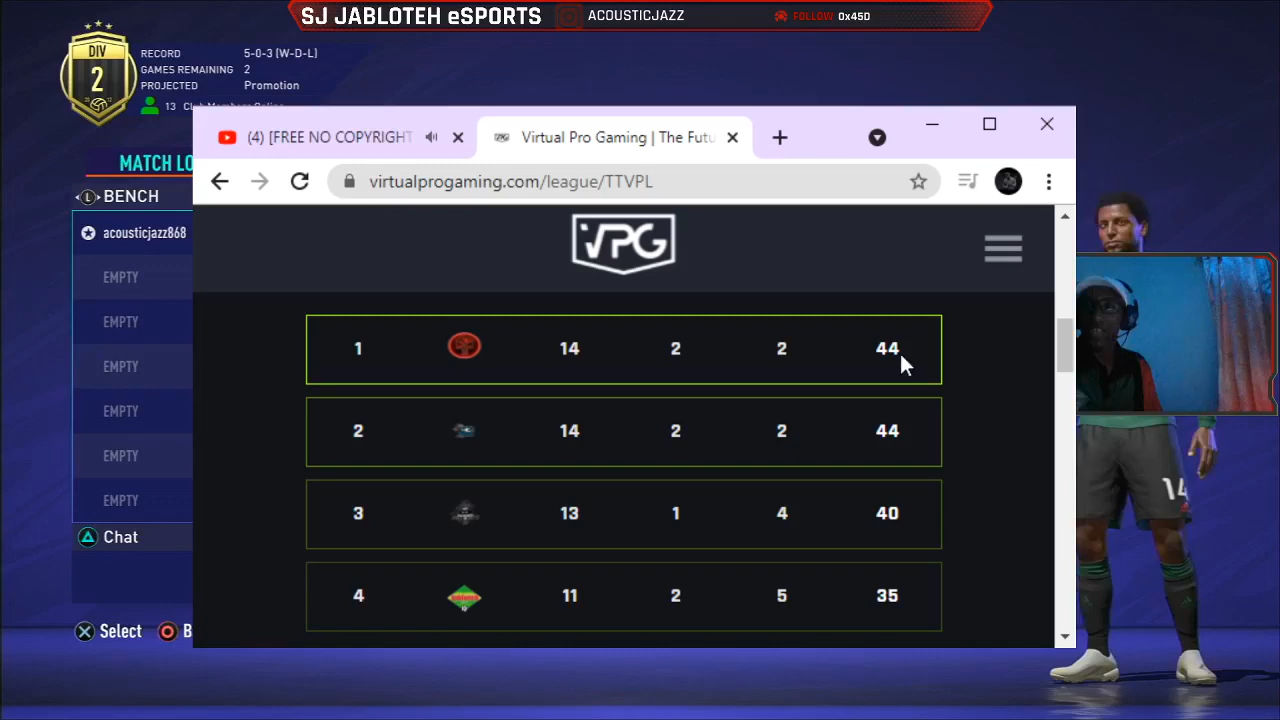 SJ JABLOTEH eSPORTS
ACOUSTICJAZZ
FOLLOW 0x450
DIV
2
RECORD 5-0-3 (W-D-L)
GAMES REMAINING 2
PROJECTED Promotion
13 Club Members Online
MATCH LO
L BENCH
acousticjazz868
EMPTY
EMPTY
EMPTY
EMPTY
EMPTY
EMPTY
Chat
Select B
(4) [FREE NO COPYRIGHT
Virtual Pro Gaming | The Futu
virtualprogaming.com/league/TTVPL
VPG
1 14 2 2 44
2 14 2 2 44
3 13 1 4 40
4 11 2 5 35
14